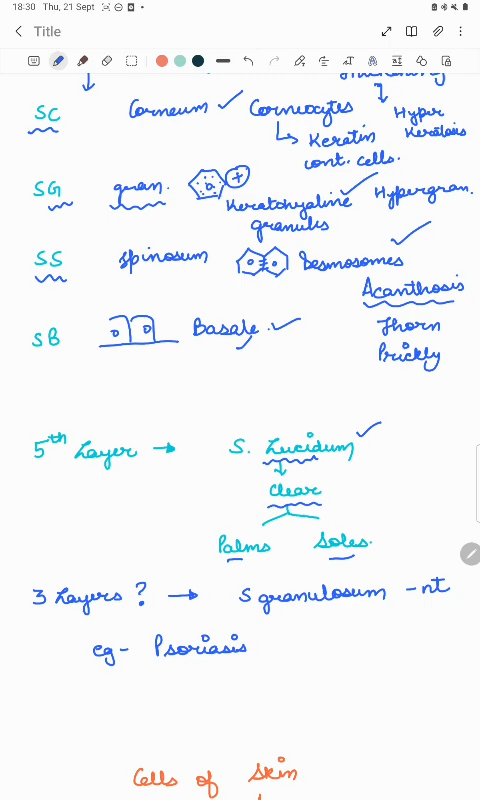 18:30 Thu, 21 Sept
Title
Thickening
SC Corneum Corneocytes Hyper
Keratosis
Keratin
cont. cells.
SG gran. + Keratohyaline Hypergran.
granules
SS Spinosum Desmosomes
Acanthosis
SB Basale. Thorn
Prickly
5th Layer → S. Lucidum
clear
Palms Soles.
3 Layers ? → S granulosum - nt
eg- Psoriasis
Cells of Skin